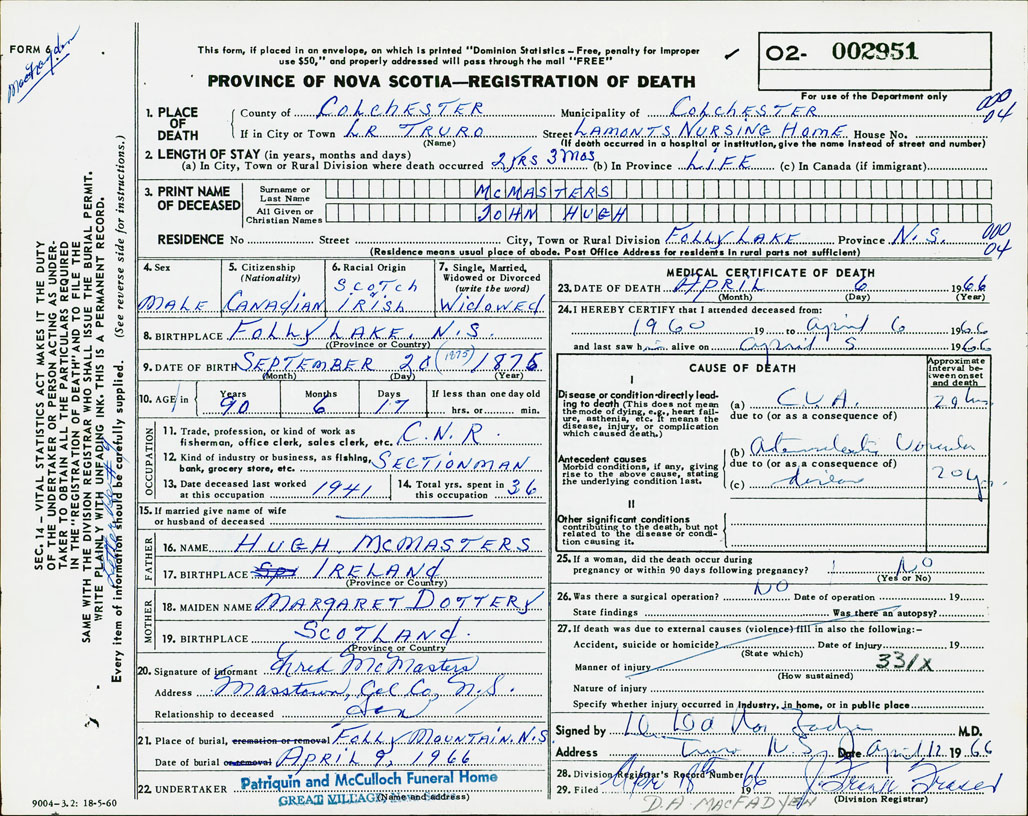 FORM 6
MacFadyen
This form, if placed in an envelope, on which is printed "Dominion Statistics – Free, penalty for improper
use $50," and properly addressed will pass through the mail "FREE"
PROVINCE OF NOVA SCOTIA—REGISTRATION OF DEATH
02- 002951
For use of the Department only
000
04
1. PLACE OF DEATH
County of COLCHESTER Municipality of COLCHESTER
If in City or Town LR TRURO Street LAMONTS NURSING HOME House No.
(Name) (If death occurred in a hospital or institution, give the name instead of street and number)
2. LENGTH OF STAY (in years, months and days)
(a) In City, Town or Rural Division where death occurred 2 YRS 3 MOS (b) In Province LIFE (c) In Canada (if immigrant)
3. PRINT NAME OF DECEASED
Surname or Last Name MCMASTERS
All Given or Christian Names JOHN HUGH
RESIDENCE No Street City, Town or Rural Division FOLLY LAKE Province N.S.
000
04
(Residence means usual place of abode. Post Office Address for residents in rural parts not sufficient)
4. Sex MALE
5. Citizenship (Nationality) CANADIAN
6. Racial Origin SCOTCH IRISH
7. Single, Married, Widowed or Divorced (write the word) WIDOWED
8. BIRTHPLACE FOLLY LAKE, N.S.
(Province or Country)
9. DATE OF BIRTH SEPTEMBER 20 (1875) 1876
(Month) (Day) (Year)
10. AGE in Years 90 Months 6 Days 17 If less than one day old hrs. or min.
OCCUPATION
11. Trade, profession, or kind of work as fisherman, office clerk, sales clerk, etc. C.N.R.
12. Kind of industry or business, as fishing, bank, grocery store, etc. SECTIONMAN
13. Date deceased last worked at this occupation 1941
14. Total yrs. spent in this occupation 36
15. If married give name of wife or husband of deceased
FATHER
16. NAME HUGH MCMASTERS
17. BIRTHPLACE IRELAND
(Province or Country)
MOTHER
18. MAIDEN NAME MARGARET DOTTERY
19. BIRTHPLACE SCOTLAND.
(Province or Country)
20. Signature of informant Fred McMasters
Address Masstown, Col Co, N.S.
Relationship to deceased Son
21. Place of burial, cremation or removal FOLLY MOUNTAIN. N.S.
Date of burial or removal APRIL 9, 1966
22. UNDERTAKER Patriquin and McCulloch Funeral Home
GREAT VILLAGE
(Name and address)
9004–3.2: 18-5-60
MEDICAL CERTIFICATE OF DEATH
23. DATE OF DEATH APRIL 6 1966
(Month) (Day) (Year)
24. I HEREBY CERTIFY that I attended deceased from:
1960 19 to April 6 1966
and last saw him alive on April 5 1966
CAUSE OF DEATH
Approximate interval between onset and death
I
Disease or condition directly leading to death (This does not mean the mode of dying, e.g., heart failure, asthenia, etc. It means the disease, injury, or complication which caused death.)
(a) C.V.A. 29 hrs
due to (or as a consequence of)
Antecedent causes
Morbid conditions, if any, giving rise to the above cause, stating the underlying condition last.
(b) Vascular
due to (or as a consequence of)
(c) disease 20 y
II
Other significant conditions contributing to the death, but not related to the disease or condition causing it.
25. If a woman, did the death occur during pregnancy or within 90 days following pregnancy? NO
(Yes or No)
26. Was there a surgical operation? NO Date of operation 19
State findings Was there an autopsy?
27. If death was due to external causes (violence) fill in also the following:–
Accident, suicide or homicide? Date of injury 19
(State which)
Manner of injury 331X
(How sustained)
Nature of injury
Specify whether injury occurred in industry, in home, or in public place
Signed by M.D.
Address Truro N.S. Date April 12 1966
28. Division Registrar's Record Number
29. Filed Apr 18th 1966 J. Frank Fraser
(Division Registrar)
D.A. MACFADYEN
SEC. 14 – VITAL STATISTICS ACT MAKES IT THE DUTY
OF THE UNDERTAKER OR PERSON ACTING AS UNDER-
TAKER TO OBTAIN ALL THE PARTICULARS REQUIRED
IN THE "REGISTRATION OF DEATH" AND TO FILE THE
SAME WITH THE DIVISION REGISTRAR WHO SHALL ISSUE THE BURIAL PERMIT.
WRITE PLAINLY WITH UNFADING INK. THIS IS A PERMANENT RECORD.
Every item of information should be carefully supplied. (See reverse side for instructions.)